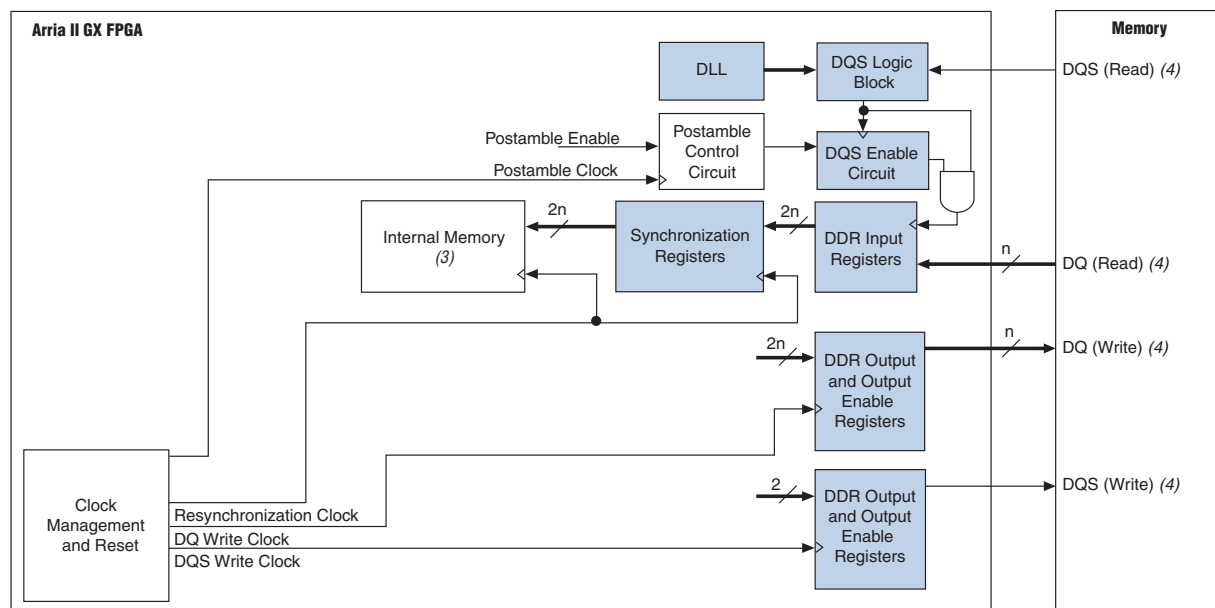 Arria II GX FPGA
Memory
DLL
DQS Logic
Block
DQS (Read) (4)
Postamble Enable
Postamble
Control
Circuit
DQS Enable
Circuit
Postamble Clock
2n
2n
Internal Memory
(3)
Synchronization
Registers
DDR Input
Registers
n
DQ (Read) (4)
2n
DDR Output
and Output
Enable
Registers
n
DQ (Write) (4)
Clock
Management
and Reset
2
DDR Output
and Output
Enable
Registers
DQS (Write) (4)
Resynchronization Clock
DQ Write Clock
DQS Write Clock